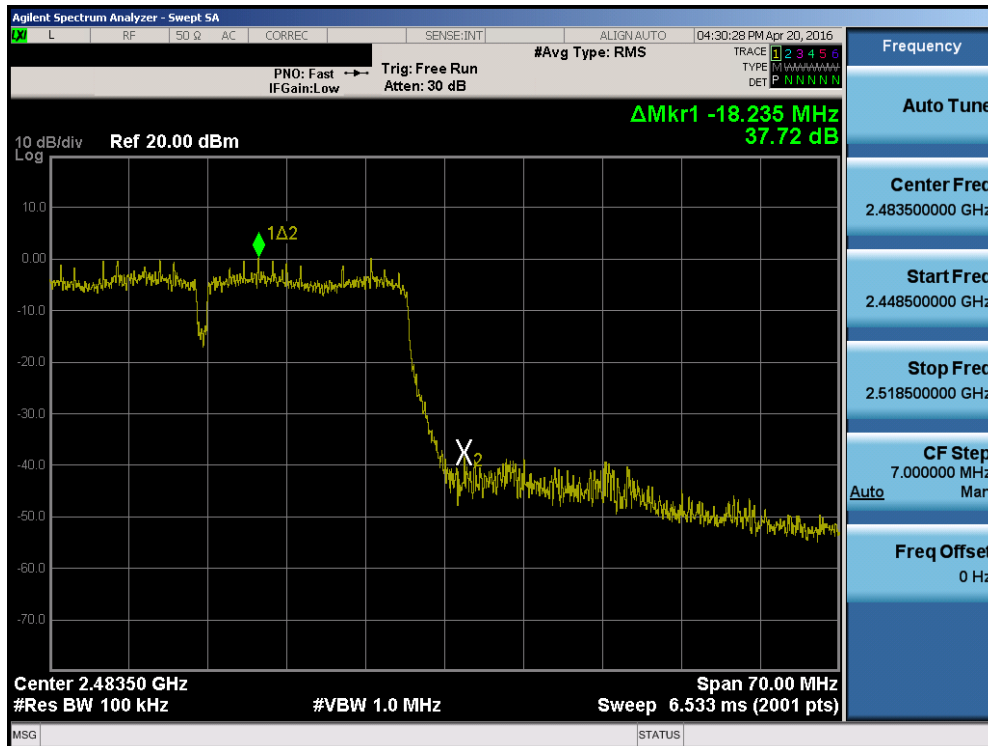 Agilent Spectrum Analyzer - Swept SA
LXI L RF 50 Ω AC CORREC SENSE:INT ALIGN AUTO 04:30:28 PM Apr 20, 2016
#Avg Type: RMS
TRACE 1 2 3 4 5 6
TYPE M W W W W W
DET P N N N N N
PNO: Fast Trig: Free Run
IFGain:Low Atten: 30 dB
ΔMkr1 -18.235 MHz
37.72 dB
10 dB/div Ref 20.00 dBm
Log
10.0
1Δ2
0.00
-10.0
-20.0
-30.0
-40.0
X2
-50.0
-60.0
-70.0
Center 2.48350 GHz Span 70.00 MHz
#Res BW 100 kHz #VBW 1.0 MHz Sweep 6.533 ms (2001 pts)
MSG STATUS
Frequency
Auto Tune
Center Freq
2.483500000 GHz
Start Freq
2.448500000 GHz
Stop Freq
2.518500000 GHz
CF Step
7.000000 MHz
Auto Man
Freq Offset
0 Hz